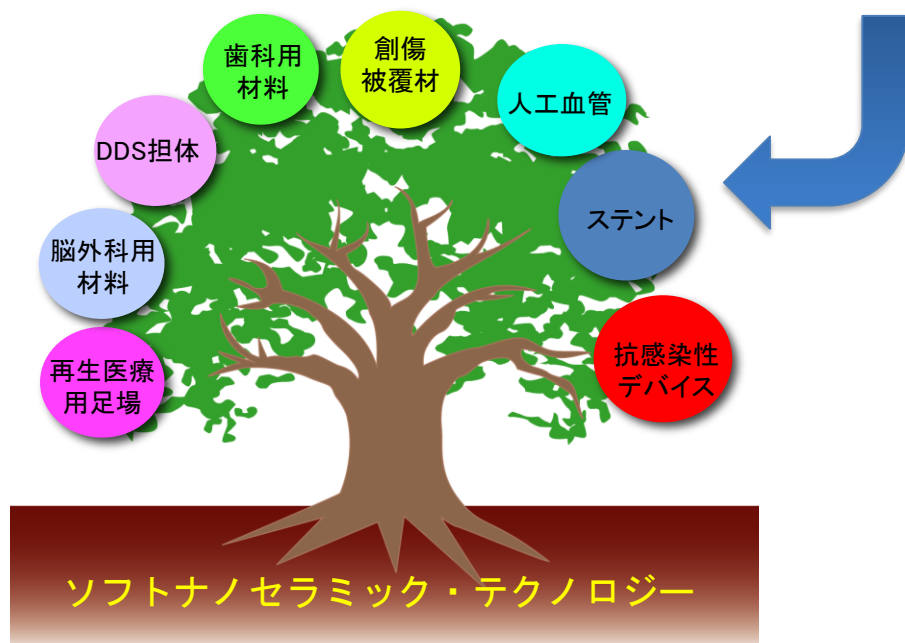 歯科用
材料
創傷
被覆材
人工血管
DDS担体
ステント
脳外科用
材料
抗感染性
デバイス
再生医療
用足場
ソフトナノセラミック・テクノロジー